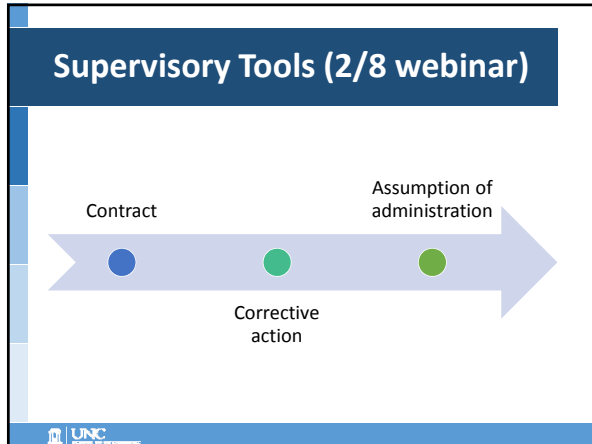 Supervisory Tools (2/8 webinar)
Contract
Corrective
action
Assumption of
administration
UNC